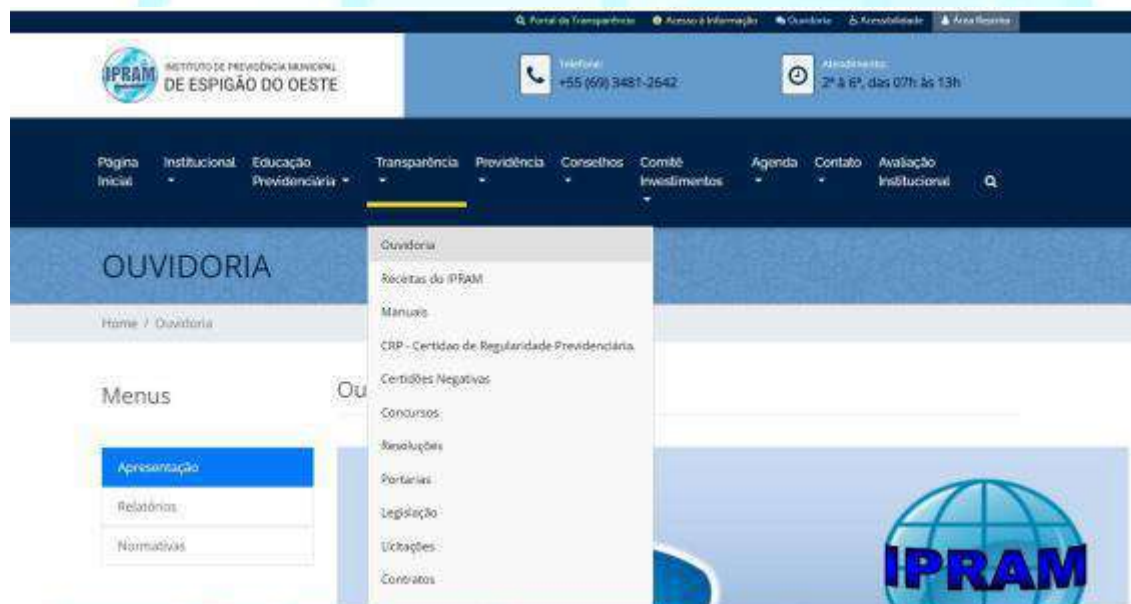 Portal da Transparência Acesso à Informação Ouvidoria Acessibilidade Área Restrita
IPRAM
INSTITUTO DE PREVIDÊNCIA MUNICIPAL
DE ESPIGÃO DO OESTE
Telefone:
+55 (69) 3481-2642
Atendimento:
2ª à 6ª, das 07h às 13h
Página Inicial
Institucional
Educação Previdenciária
Transparência
Previdência
Conselhos
Comitê Investimentos
Agenda
Contato
Avaliação Institucional
OUVIDORIA
Home / Ouvidoria
Ouvidoria
Receitas do IPRAM
Manuais
CRP - Certidao de Regularidade Previdenciária.
Certidões Negativas
Concursos
Resoluções
Portarias
Legislação
Licitações
Contratos
Menus
Apresentação
Relatórios
Normativas
Ou
IPRAM